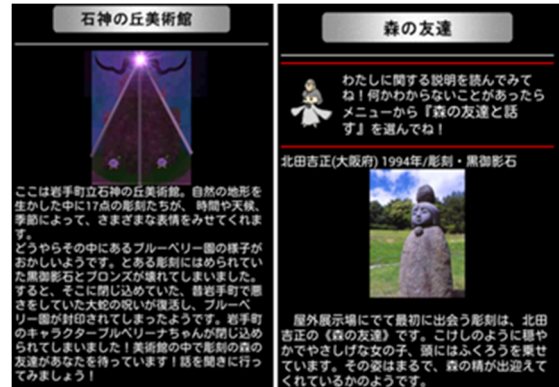 石神の丘美術館
ここは岩手町立石神の丘美術館。自然の地形を
生かした中に17点の彫刻たちが、時間や天候、
季節によって、さまざまな表情をみせてくれま
す。
どうやらその中にあるブルーベリー園の様子が
おかしいようです。とある彫刻にはめられてい
た黒御影石とブロンズが壊れてしまいました。
すると、そこに閉じ込めていた、昔岩手町で悪
さをしていた大蛇の呪いが復活し、ブルーベ
リー園が封印されてしまったようです。岩手町
のキャラクターブルベリーナちゃんが閉じ込め
られてしまいました！美術館の中で彫刻の森の
友達があなたを待っています！話を聞きに行っ
てみましょう！
森の友達
わたしに関する説明を読んでみて
ね！何かわからないことがあったら
メニューから『森の友達と話
す』を選んでね！
北田吉正(大阪府) 1994年/彫刻・黒御影石
屋外展示場にでて最初に出会う彫刻は、北田
吉正の《森の友達》です。こけしのように穏や
かでやさしげな女の子、頭にはふくろうを乗せ
ています。その姿はまるで、森の精が出迎えて
くれているかのようです。